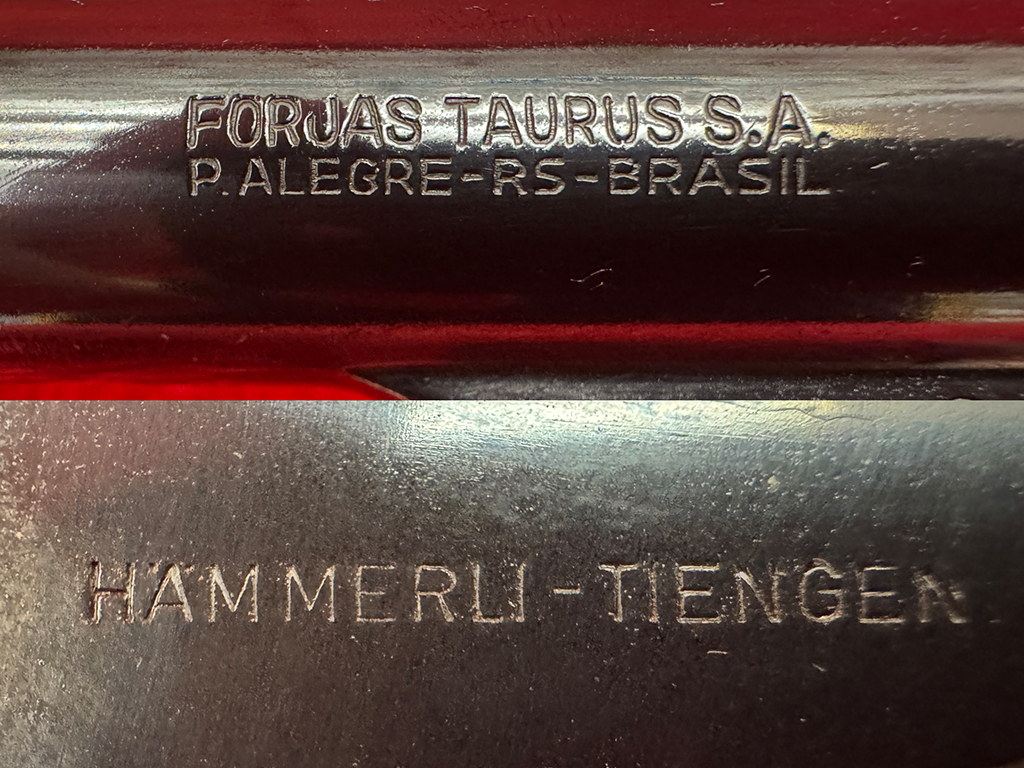 FORJAS TAURUS S.A.
P.ALEGRE-RS-BRASIL
HÄMMERLI-TIENGEN